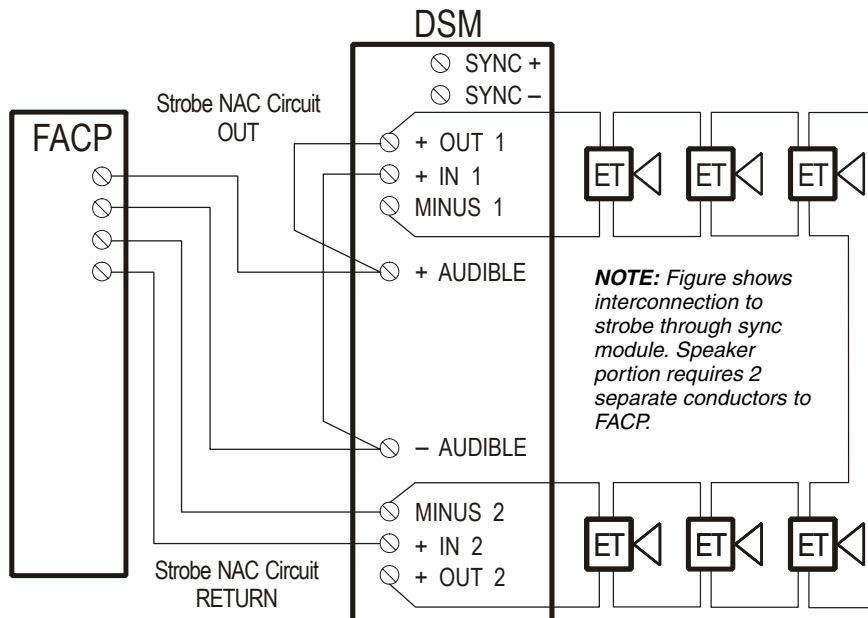 DSM
SYNC +
SYNC –
Strobe NAC Circuit
OUT
FACP
+ OUT 1
+ IN 1
MINUS 1
ET
ET
ET
+ AUDIBLE
NOTE: Figure shows
interconnection to
strobe through sync
module. Speaker
portion requires 2
separate conductors to
FACP.
– AUDIBLE
MINUS 2
+ IN 2
+ OUT 2
ET
ET
ET
Strobe NAC Circuit
RETURN